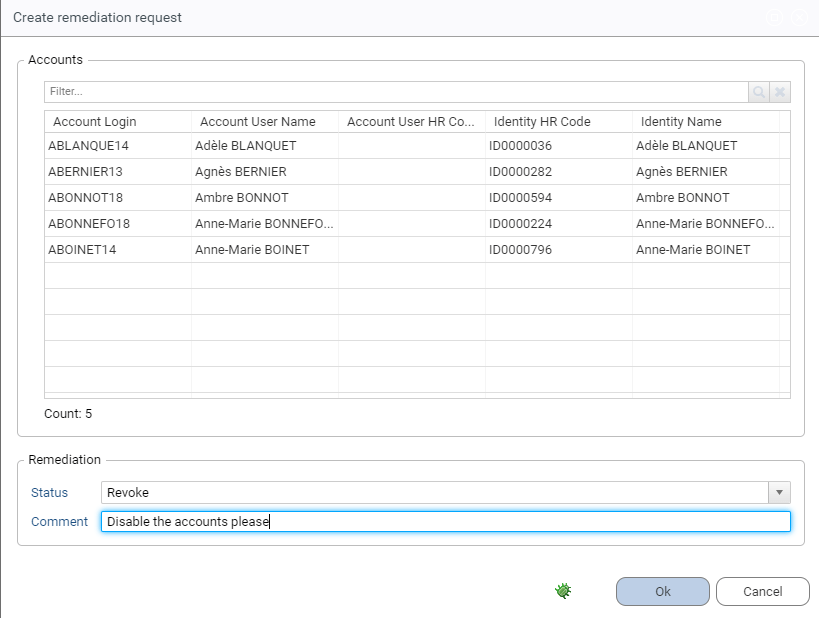 Create remediation request
Accounts
Filter...
Account Login Account User Name Account User HR Co... Identity HR Code Identity Name
ABLANQUE14 Adèle BLANQUET ID0000036 Adèle BLANQUET
ABERNIER13 Agnès BERNIER ID0000282 Agnès BERNIER
ABONNOT18 Ambre BONNOT ID0000594 Ambre BONNOT
ABONNEFO18 Anne-Marie BONNEFO... ID0000224 Anne-Marie BONNEFO...
ABOINET14 Anne-Marie BOINET ID0000796 Anne-Marie BOINET
Count: 5
Remediation
Status Revoke
Comment Disable the accounts please
Ok Cancel